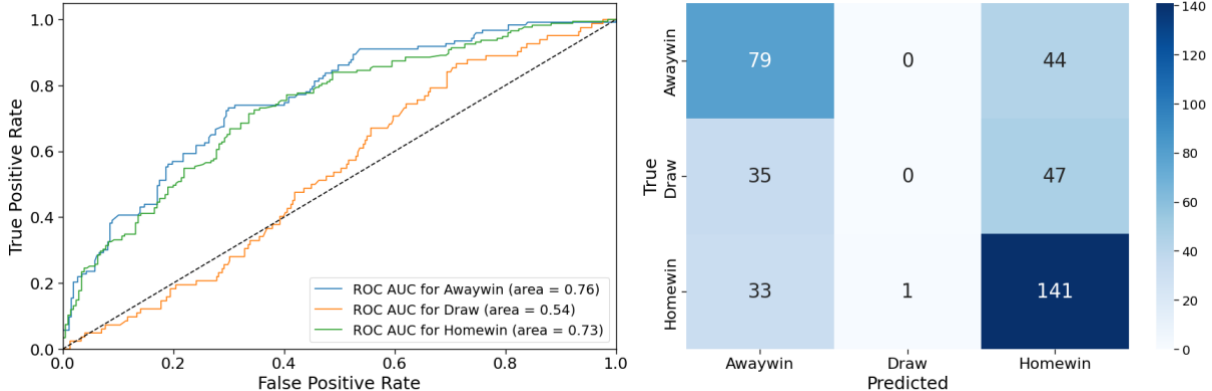 1.0
0.8
0.6
0.4
0.2
0.0
True Positive Rate
ROC AUC for Awaywin (area = 0.76)
ROC AUC for Draw (area = 0.54)
ROC AUC for Homewin (area = 0.73)
0.0 0.2 0.4 0.6 0.8 1.0
False Positive Rate
True
Awaywin
Draw
Homewin
79 0 44
35 0 47
33 1 141
Awaywin Draw Homewin
Predicted
140
120
100
80
60
40
20
0